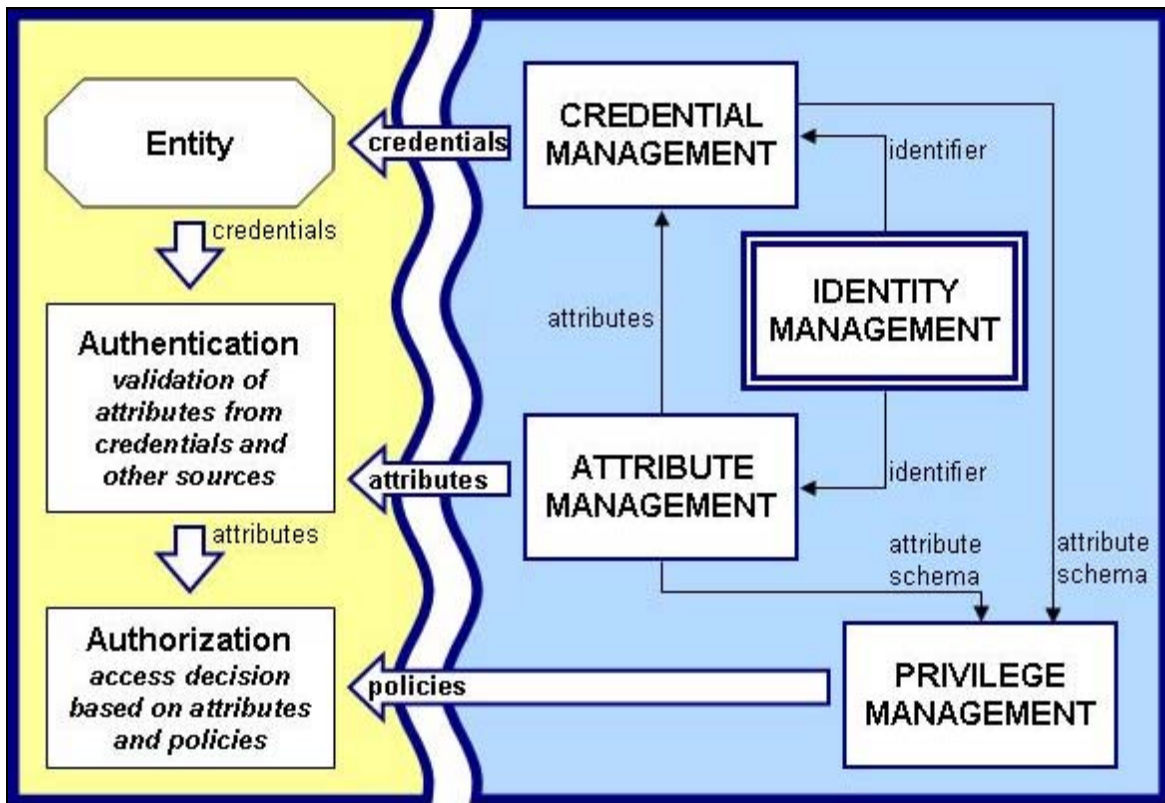 Entity
credentials
Authentication
validation of
attributes from
credentials and
other sources
attributes
Authorization
access decision
based on attributes
and policies
credentials
attributes
policies
CREDENTIAL
MANAGEMENT
identifier
IDENTITY
MANAGEMENT
attributes
ATTRIBUTE
MANAGEMENT
identifier
attribute
schema
attribute
schema
PRIVILEGE
MANAGEMENT